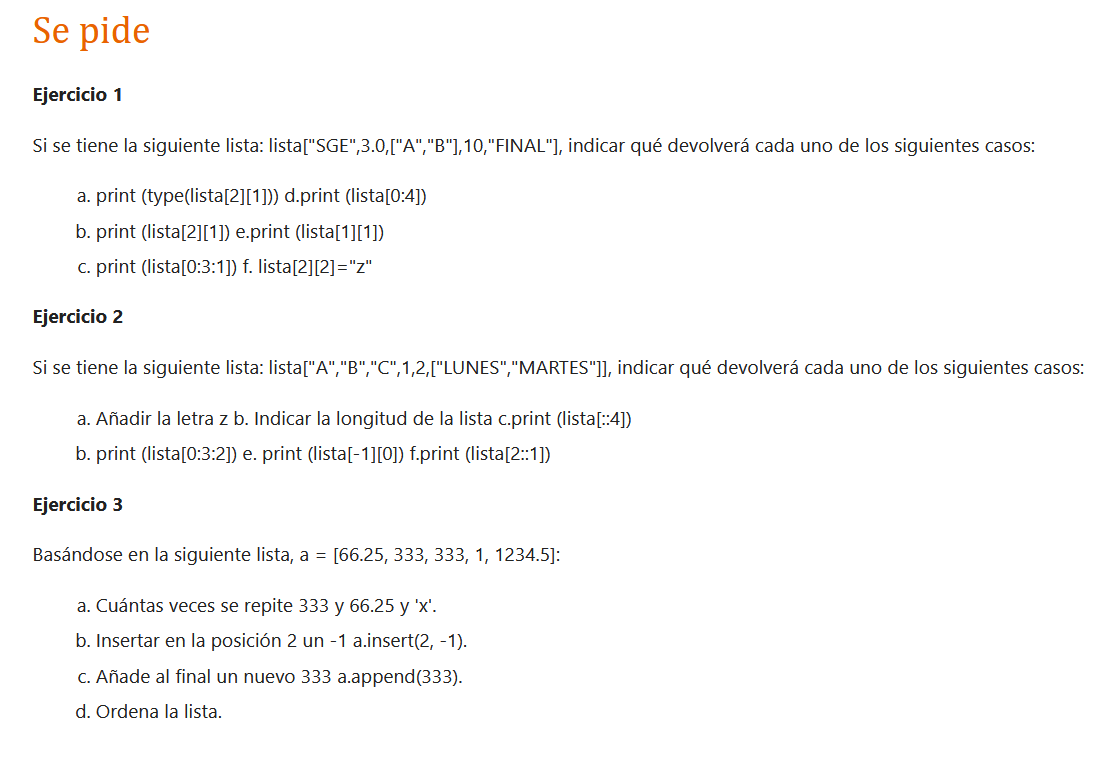 Se pide
Ejercicio 1
Si se tiene la siguiente lista: lista["SGE",3.0,["A","B"],10,"FINAL"], indicar qué devolverá cada uno de los siguientes casos:
a. print (type(lista[2][1])) d.print (lista[0:4])
b. print (lista[2][1]) e.print (lista[1][1])
c. print (lista[0:3:1]) f. lista[2][2]="z"
Ejercicio 2
Si se tiene la siguiente lista: lista["A","B","C",1,2,["LUNES","MARTES"]], indicar qué devolverá cada uno de los siguientes casos:
a. Añadir la letra z b. Indicar la longitud de la lista c.print (lista[::4])
b. print (lista[0:3:2]) e. print (lista[-1][0]) f.print (lista[2::1])
Ejercicio 3
Basándose en la siguiente lista, a = [66.25, 333, 333, 1, 1234.5]:
a. Cuántas veces se repite 333 y 66.25 y 'x'.
b. Insertar en la posición 2 un -1 a.insert(2, -1).
c. Añade al final un nuevo 333 a.append(333).
d. Ordena la lista.